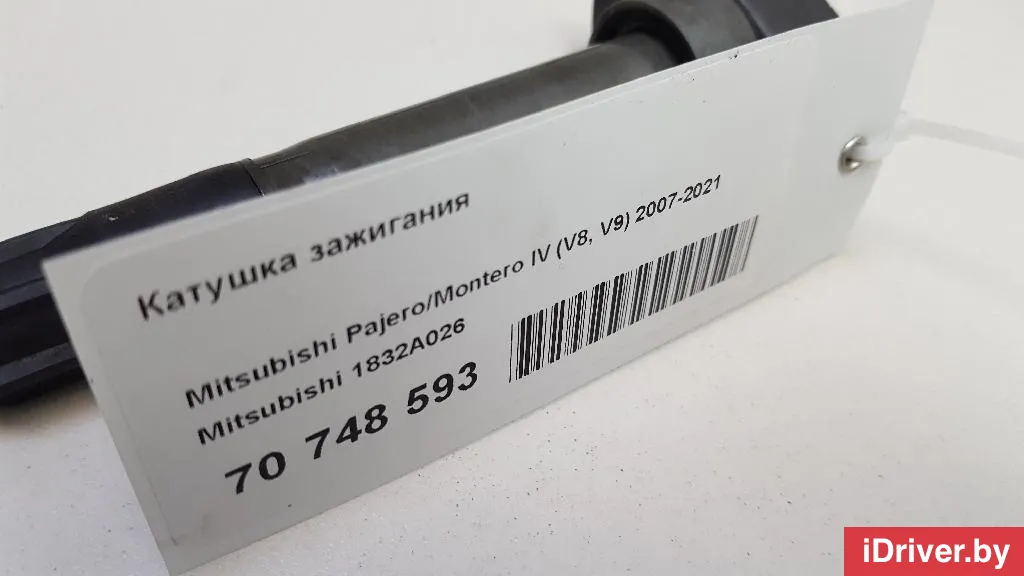 Катушка зажигания
Mitsubishi Pajero/Montero IV (V8, V9) 2007-2021
Mitsubishi 1832A026
70 748 593
iDriver.by